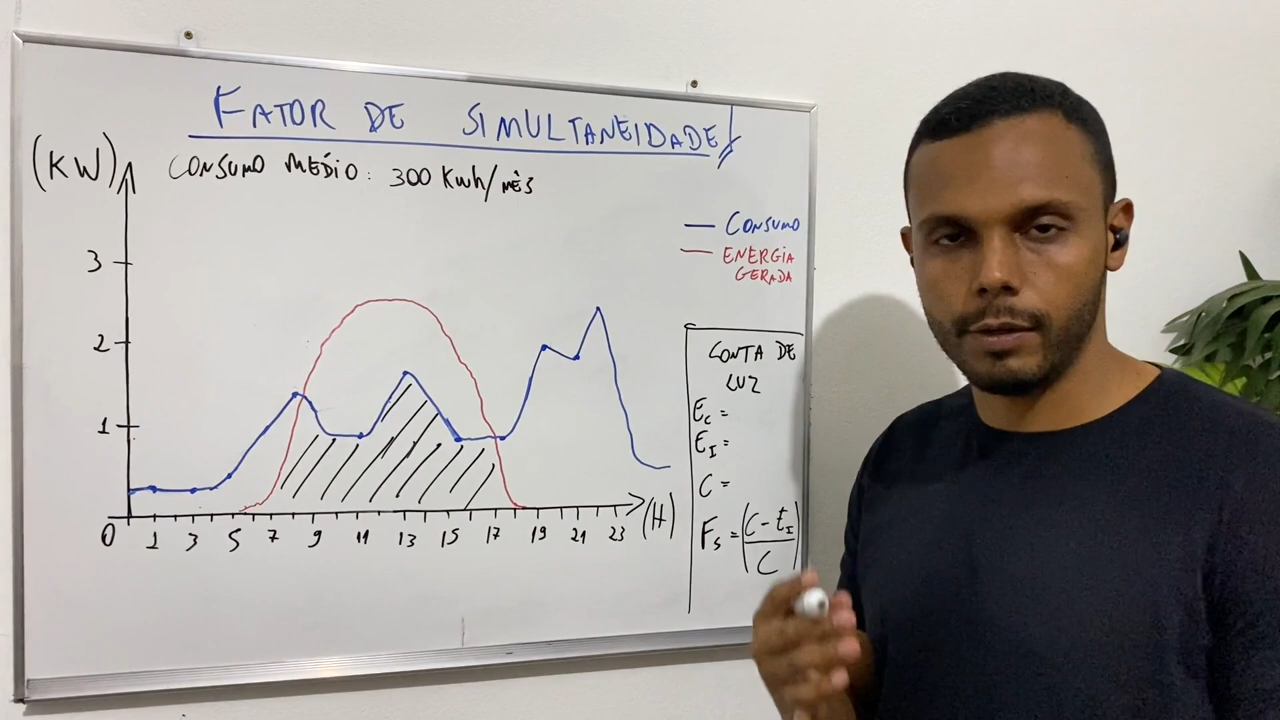 FATOR DE SIMULTANEIDADE!
(KW)
CONSUMO MÉDIO: 300 KWh/MÊS
CONSUMO
ENERGIA
GERADA
3
2
1
0 1 3 5 7 9 11 13 15 17 19 21 23 (H)
CONTA DE
LUZ
Ec =
EI =
C =
Fs = (C - EI / C)